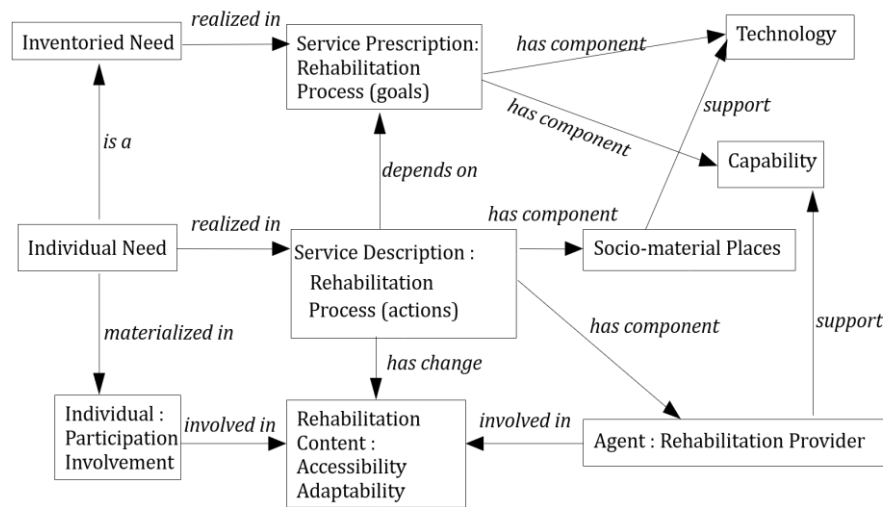 realized in
Inventoried Need
Service Prescription:
Rehabilitation
Process (goals)
has component
Technology
is a
has component
support
Capability
depends on
realized in
has component
Individual Need
Service Description :
Rehabilitation
Process (actions)
Socio-material Places
materialized in
has component
support
has change
Individual :
Participation
Involvement
involved in
Rehabilitation
Content :
Accessibility
Adaptability
involved in
Agent : Rehabilitation Provider